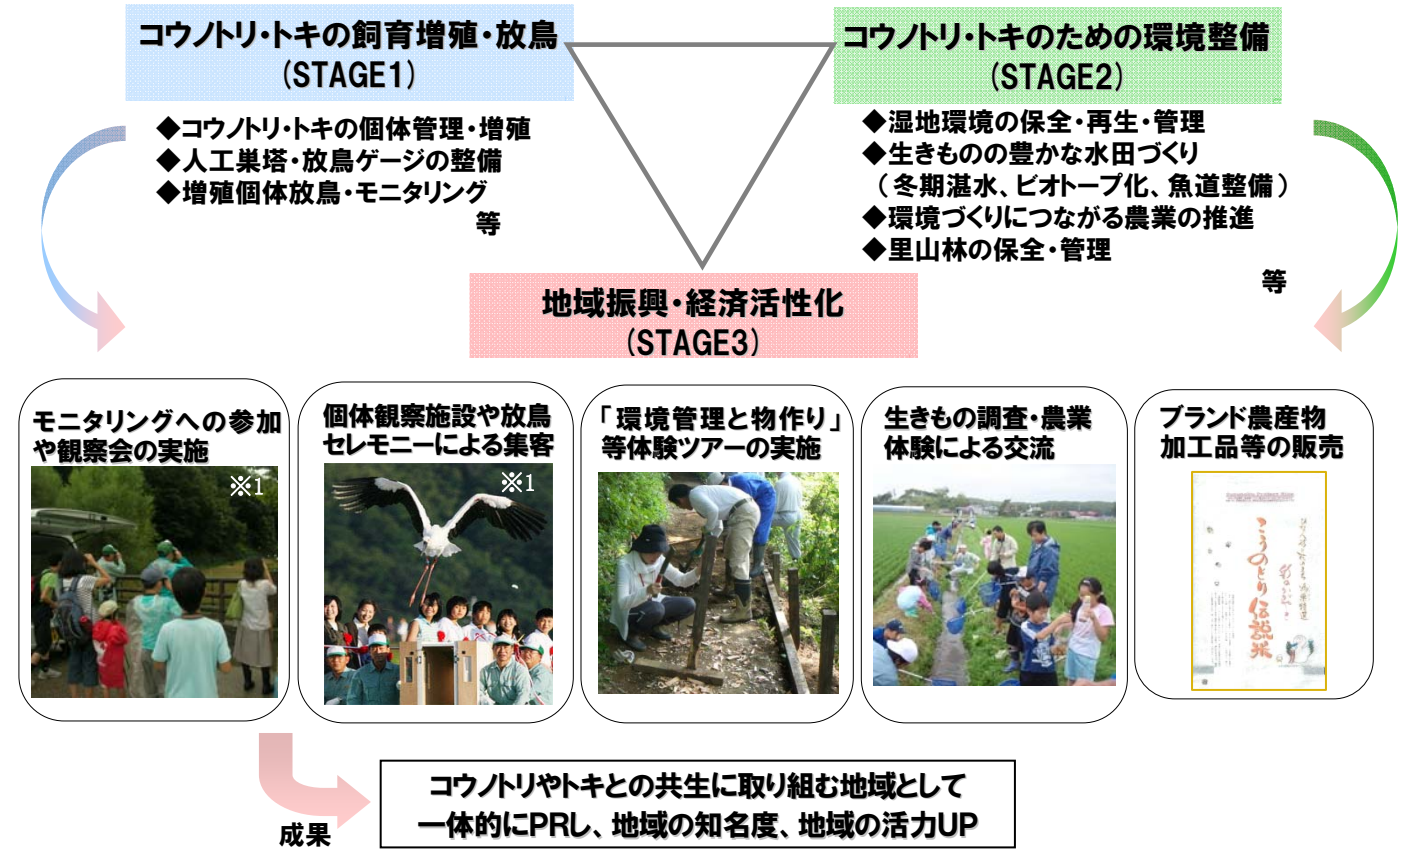 コウノトリ・トキの飼育増殖・放鳥
(STAGE1)
◆コウノトリ・トキの個体管理・増殖
◆人工巣塔・放鳥ゲージの整備
◆増殖個体放鳥・モニタリング
等
コウノトリ・トキのための環境整備
(STAGE2)
◆湿地環境の保全・再生・管理
◆生きものの豊かな水田づくり
（冬期湛水、ビオトープ化、魚道整備）
◆環境づくりにつながる農業の推進
◆里山林の保全・管理
等
地域振興・経済活性化
(STAGE3)
モニタリングへの参加
や観察会の実施
※1
個体観察施設や放鳥
セレモニーによる集客
※1
「環境管理と物作り」
等体験ツアーの実施
生きもの調査・農業
体験による交流
ブランド農産物
加工品等の販売
こうのとり伝説米
成果
コウノトリやトキとの共生に取り組む地域として
一体的にPRし、地域の知名度、地域の活力UP